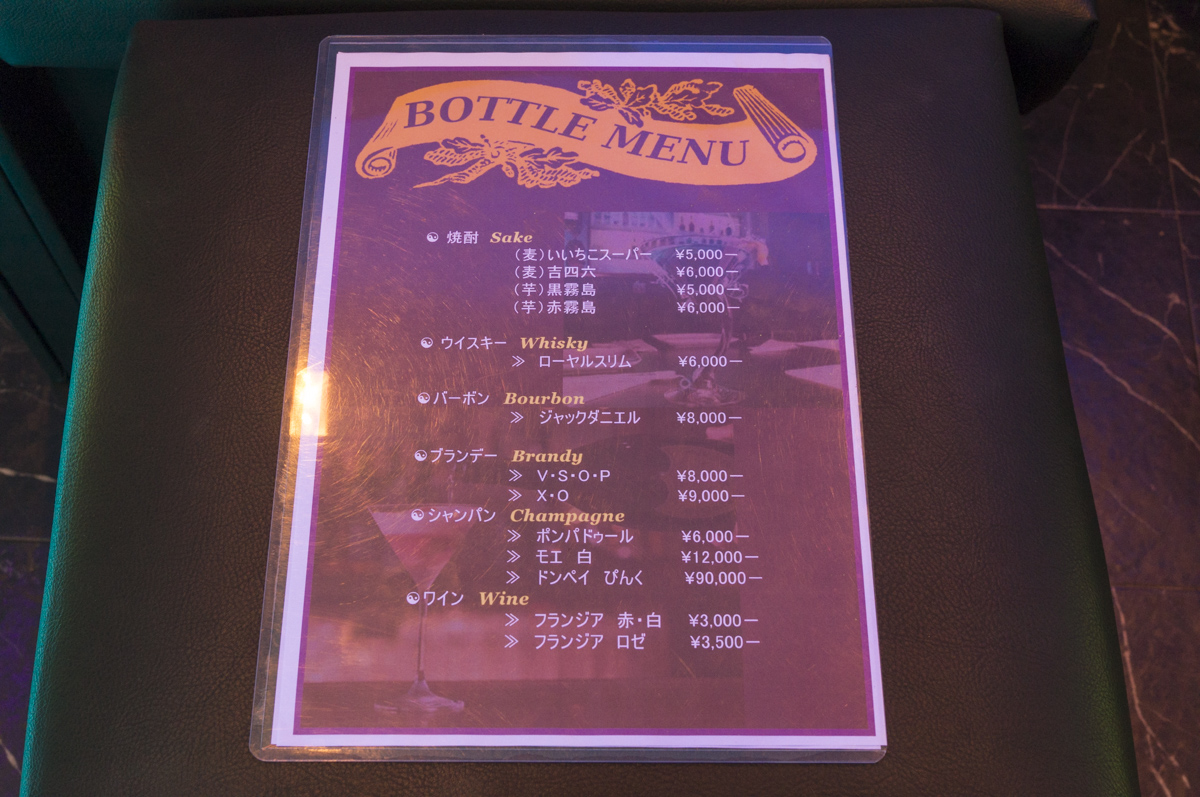 BOTTLE MENU
☯ 焼酎 Sake
(麦)いいちこスーパー ¥5,000ー
(麦)吉四六 ¥6,000ー
(芋)黒霧島 ¥5,000ー
(芋)赤霧島 ¥6,000ー
☯ ウイスキー Whisky
≫ ローヤルスリム ¥6,000ー
☯バーボン Bourbon
≫ ジャックダニエル ¥8,000ー
☯ブランデー Brandy
≫ V・S・O・P ¥8,000ー
≫ X・O ¥9,000ー
☯シャンパン Champagne
≫ ポンパドゥール ¥6,000ー
≫ モエ 白 ¥12,000ー
≫ ドンペイ ぴんく ¥90,000ー
☯ワイン Wine
≫ フランジア 赤・白 ¥3,000ー
≫ フランジア ロゼ ¥3,500ー